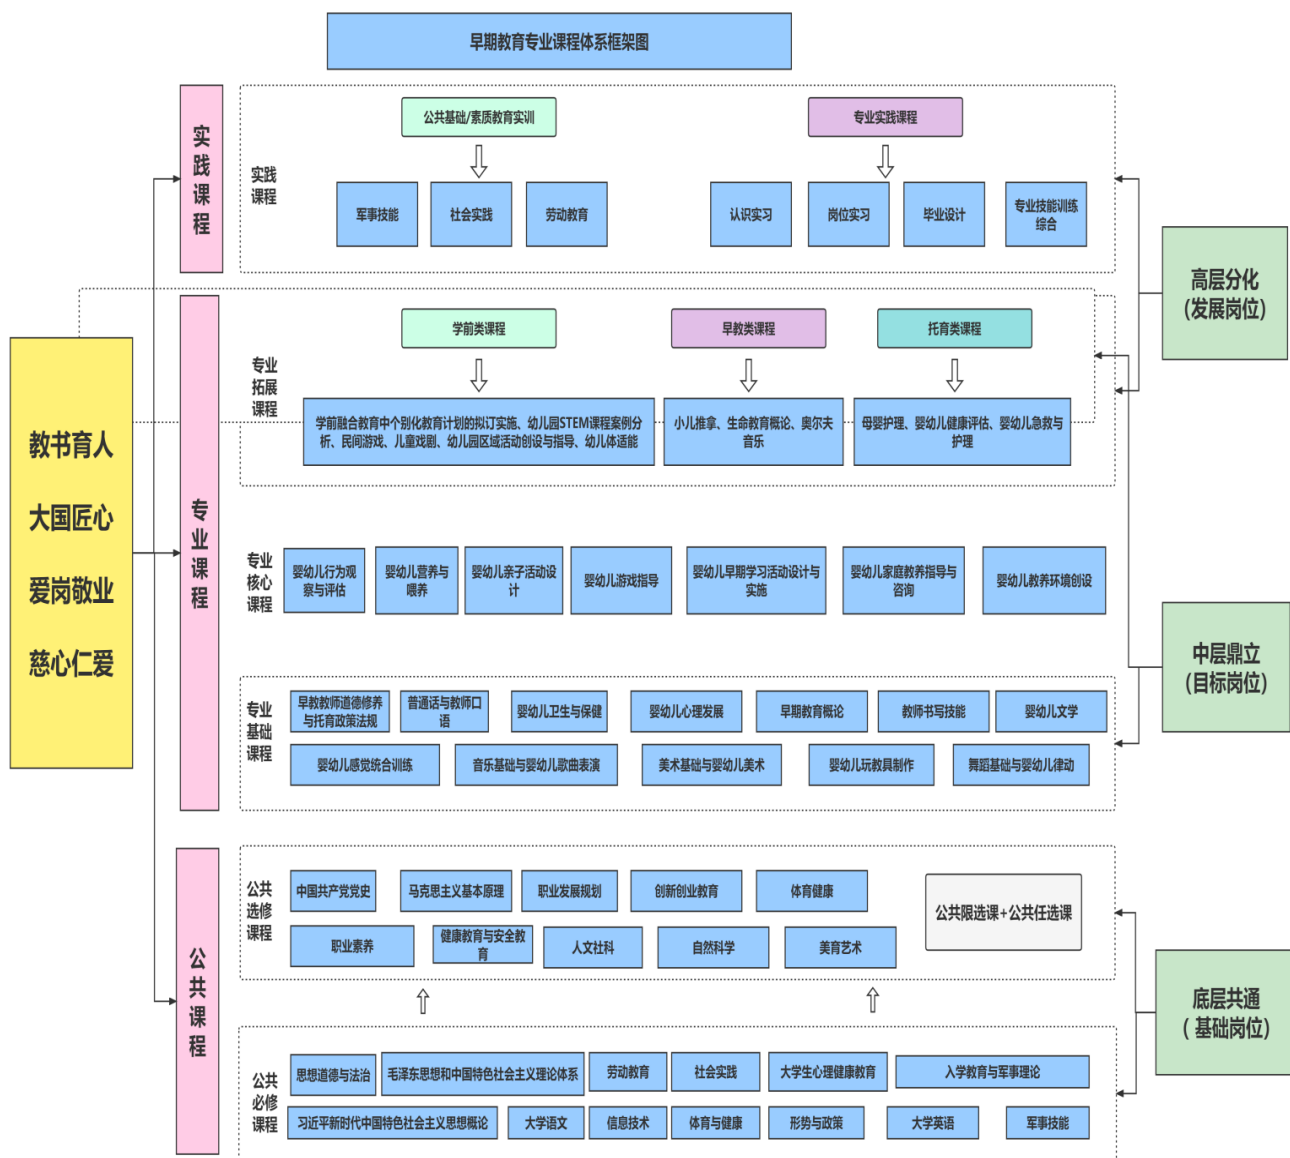 早期教育专业课程体系框架图
实
践
课
程
实践
课程
公共基础/素质教育实训
专业实践课程
军事技能
社会实践
劳动教育
认识实习
岗位实习
毕业设计
专业技能训练
综合
高层分化
(发展岗位)
教书育人
大国匠心
爱岗敬业
慈心仁爱
专
业
课
程
专业
拓展
课程
学前类课程
早教类课程
托育类课程
学前融合教育中个别化教育计划的拟订实施、幼儿园STEM课程案例分
析、民间游戏、儿童戏剧、幼儿园区域活动创设与指导、幼儿体适能
小儿推拿、生命教育概论、奥尔夫
音乐
母婴护理、婴幼儿健康评估、婴幼儿急救与
护理
专业
核心
课程
婴幼儿行为观
察与评估
婴幼儿营养与
喂养
婴幼儿亲子活动设
计
婴幼儿游戏指导
婴幼儿早期学习活动设计与
实施
婴幼儿家庭教养指导与
咨询
婴幼儿教养环境创设
中层鼎立
(目标岗位)
专业
基础
课程
早教教师道德修养
与托育政策法规
普通话与教师口
语
婴幼儿卫生与保健
婴幼儿心理发展
早期教育概论
教师书写技能
婴幼儿文学
婴幼儿感觉统合训练
音乐基础与婴幼儿歌曲表演
美术基础与婴幼儿美术
婴幼儿玩教具制作
舞蹈基础与婴幼儿律动
公
共
课
程
公共
选修
课程
中国共产党党史
马克思主义基本原理
职业发展规划
创新创业教育
体育健康
职业素养
健康教育与安全教
育
人文社科
自然科学
美育艺术
公共限选课+公共任选课
底层共通
( 基础岗位)
公共
必修
课程
思想道德与法治
毛泽东思想和中国特色社会主义理论体系
劳动教育
社会实践
大学生心理健康教育
入学教育与军事理论
习近平新时代中国特色社会主义思想概论
大学语文
信息技术
体育与健康
形势与政策
大学英语
军事技能